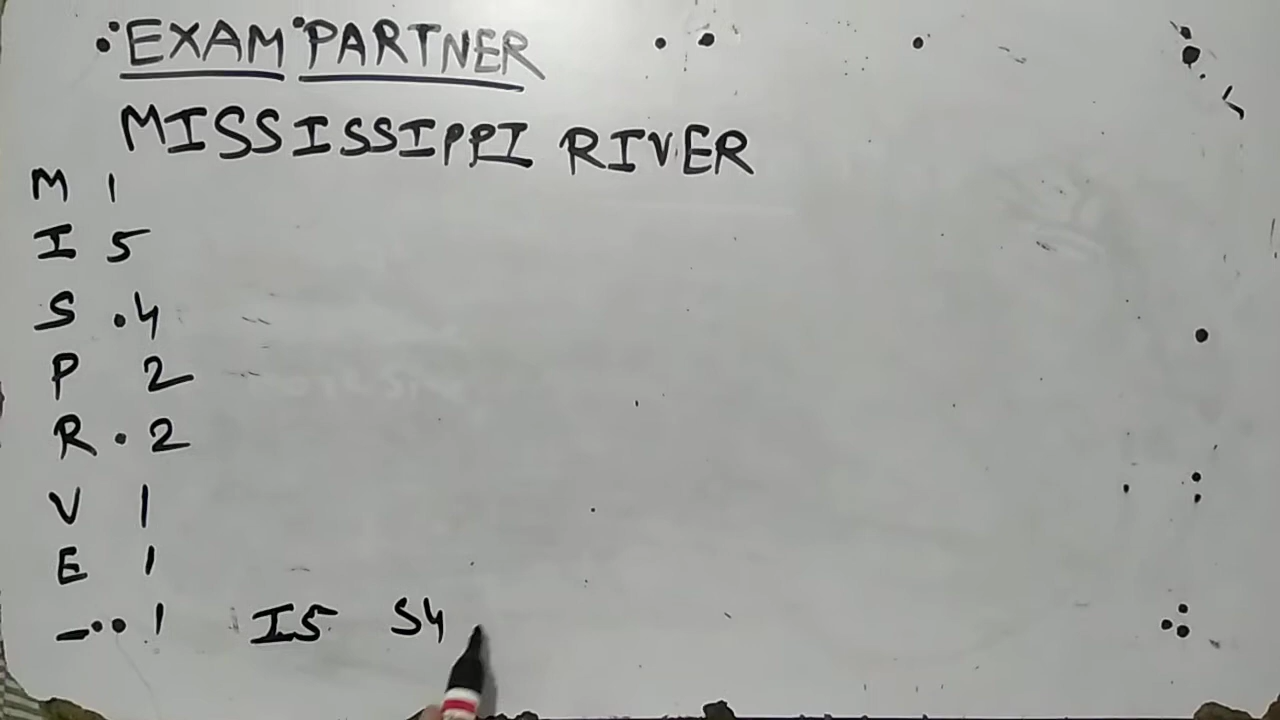 EXAM PARTNER
MISSISSIPPI RIVER
M 1
I 5
S 4
P 2
R 2
V 1
E 1
- 1 I5 S4